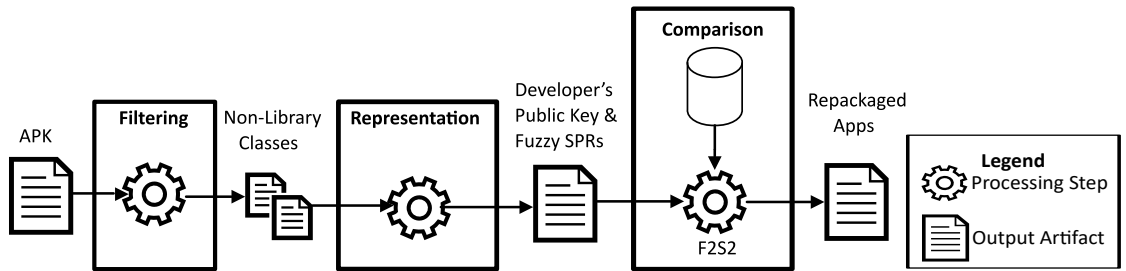 APK
Filtering
Non-Library
Classes
Representation
Developer's
Public Key &
Fuzzy SPRs
Comparison
F2S2
Repackaged
Apps
Legend
Processing Step
Output Artifact